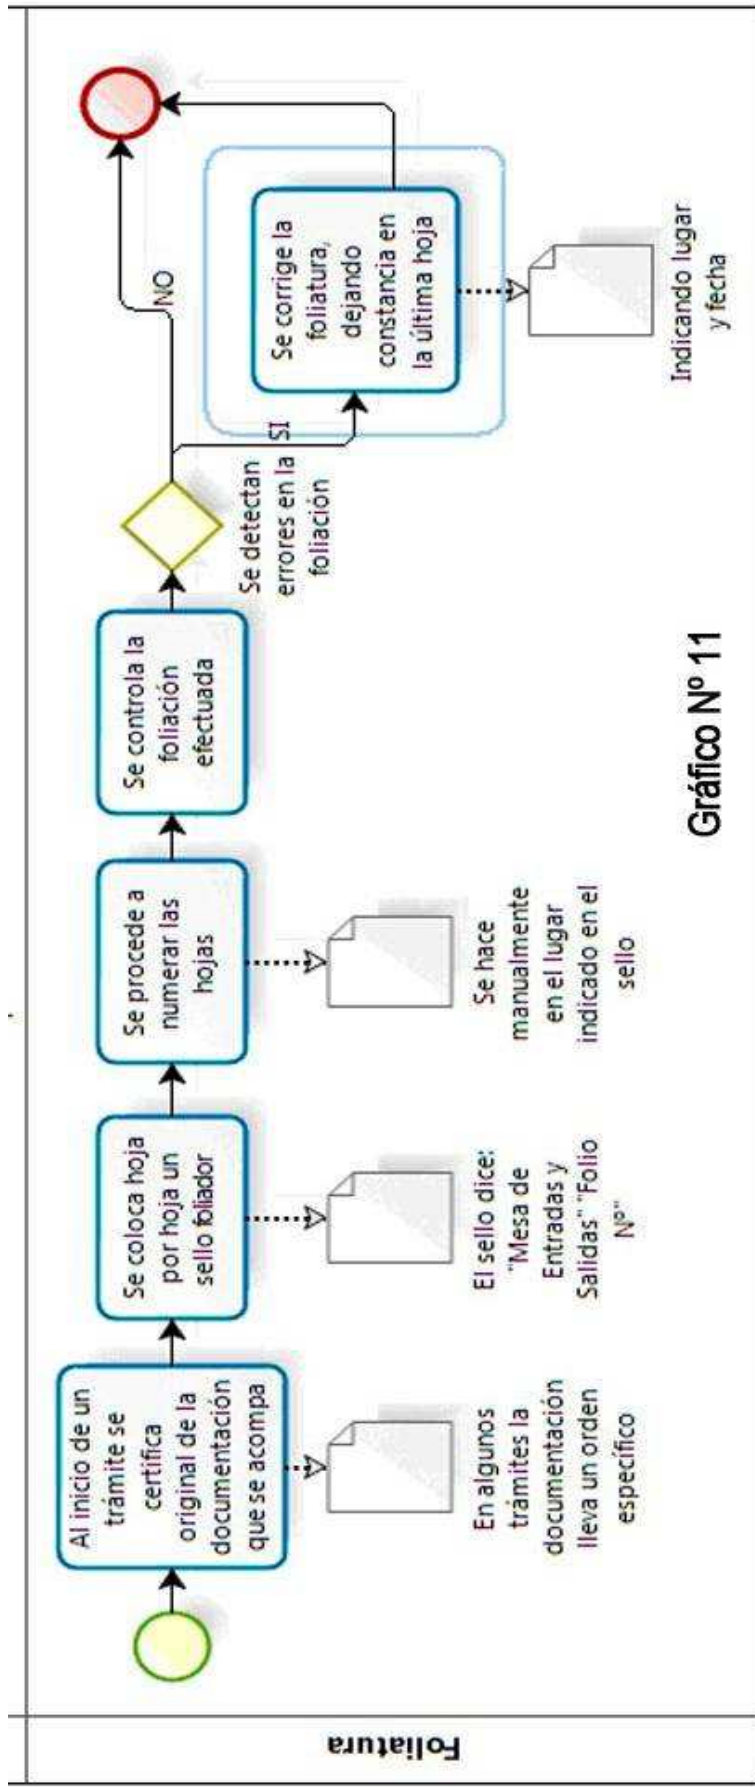 Foliatura
Al inicio de un
trámite se
certifica
original de la
documentación
que se acompa
En algunos
trámites la
documentación
lleva un orden
específico
Se coloca hoja
por hoja un
sello foliador
El sello dice:
"Mesa de
Entradas y
Salidas" "Folio
Nº"
Se procede a
numerar las
hojas
Se hace
manualmente
en el lugar
indicado en el
sello
Se controla la
foliación
efectuada
Se detectan
errores en la
foliación
NO
SI
Se corrige la
foliatura,
dejando
constancia en
la última hoja
Indicando lugar
y fecha
Gráfico Nº 11